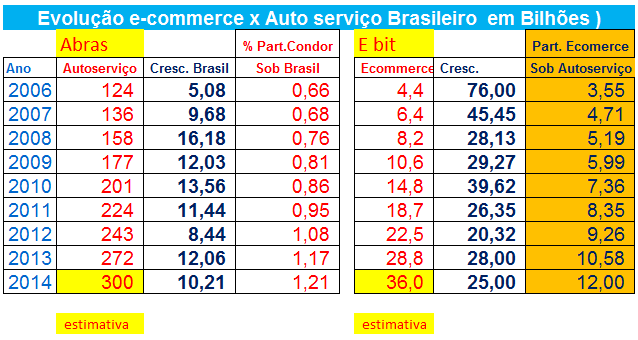 Evolução e-commerce x Auto serviço Brasileiro em Bilhões )
Abras % Part.Condor E bit Part. Ecomerce
Ano Autoserviço Cresc. Brasil Sob Brasil Ecommerce Cresc. Sob Autoserviço
2006 124 5,08 0,66 4,4 76,00 3,55
2007 136 9,68 0,68 6,4 45,45 4,71
2008 158 16,18 0,76 8,2 28,13 5,19
2009 177 12,03 0,81 10,6 29,27 5,99
2010 201 13,56 0,86 14,8 39,62 7,36
2011 224 11,44 0,95 18,7 26,35 8,35
2012 243 8,44 1,08 22,5 20,32 9,26
2013 272 12,06 1,17 28,8 28,00 10,58
2014 300 10,21 1,21 36,0 25,00 12,00
estimativa estimativa